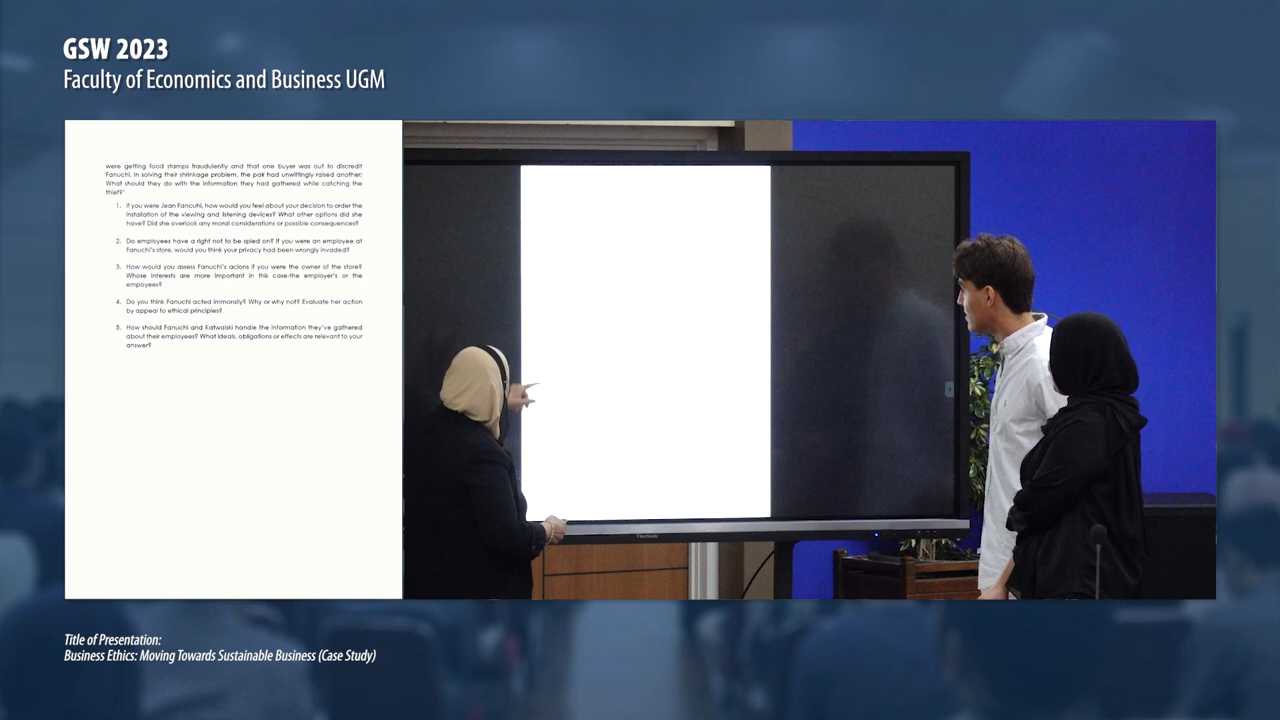 GSW 2023
Faculty of Economics and Business UGM
were getting food stamps fraudulently and that one buyer was out to discredit
Fanuchi. In solving their shrinkage problem, the pair had unwittingly raised another:
What should they do with the information they had gathered while catching the
thief?"
1. If you were Jean Fancuhi, how would you feel about your decision to order the
installation of the viewing and listening devices? What other options did she
have? Did she overlook any moral considerations or possible consequences?
2. Do employees have a right not to be spied on? If you were an employee at
Fanuchi's store, would you think your privacy had been wrongly invaded?
3. How would you assess Fanuchi's acions if you were the owner of the store?
Whose interests are more important in this case-the employer's or the
empoyees?
4. Do you think Fanuchi acted immorally? Why or why not? Evaluate her action
by appeal to ethical principles?
5. How should Fanuchi and Katwalski handle the information they've gathered
about their employees? What ideals, obligations or effects are relevant to your
answer?
ViewSonic
Title of Presentation:
Business Ethics: Moving Towards Sustainable Business (Case Study)